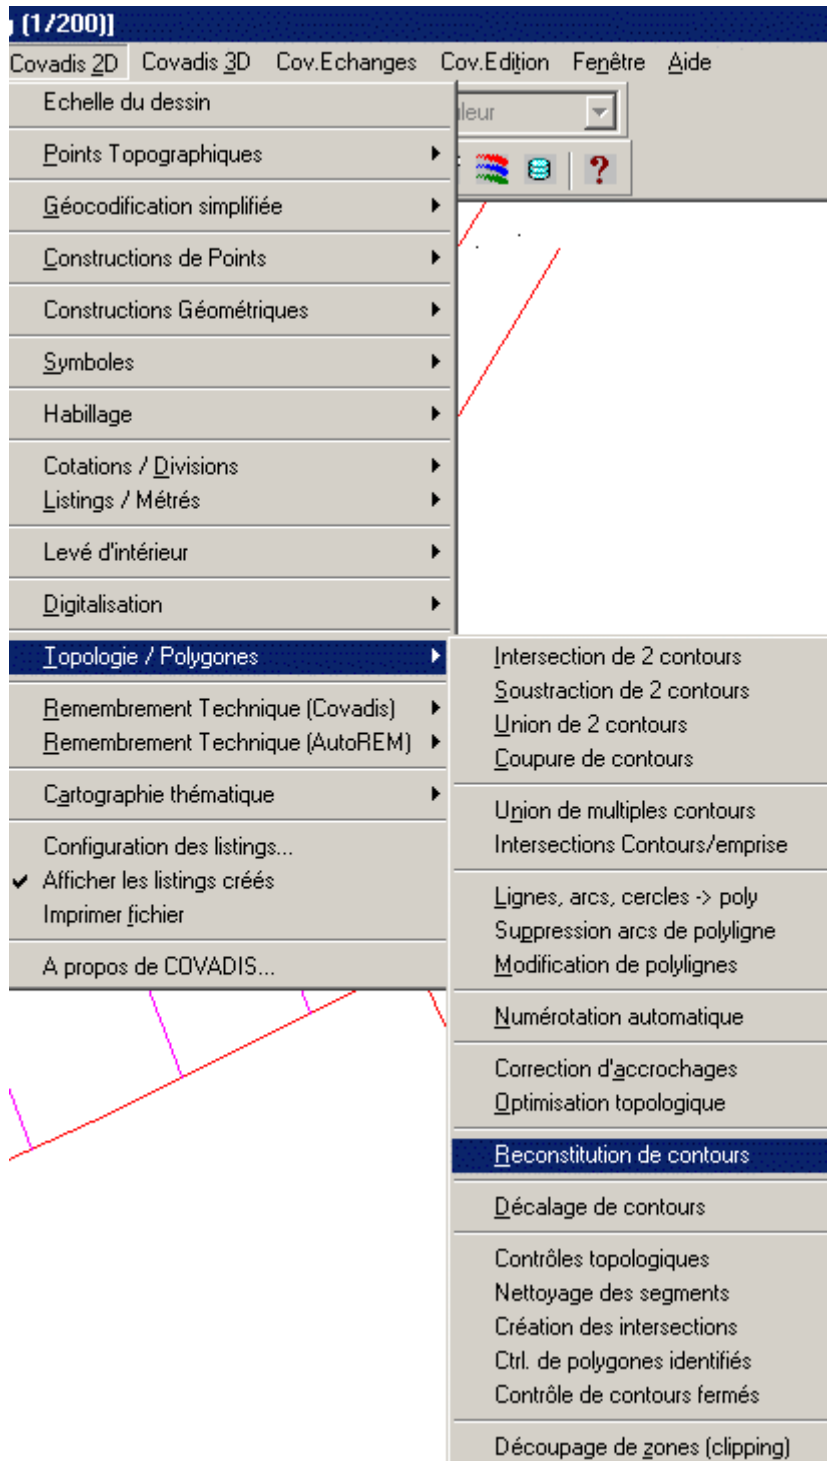 (1/200)]
Covadis 2D Covadis 3D Cov.Echanges Cov.Edition Fenêtre Aide
Echelle du dessin
Points Topographiques
Géocodification simplifiée
Constructions de Points
Constructions Géométriques
Symboles
Habillage
Cotations / Divisions
Listings / Métrés
Levé d'intérieur
Digitalisation
Topologie / Polygones
Remembrement Technique (Covadis)
Remembrement Technique (AutoREM)
Cartographie thématique
Configuration des listings...
Afficher les listings créés
Imprimer fichier
A propos de COVADIS...
Intersection de 2 contours
Soustraction de 2 contours
Union de 2 contours
Coupure de contours
Union de multiples contours
Intersections Contours/emprise
Lignes, arcs, cercles -> poly
Suppression arcs de polyligne
Modification de polylignes
Numérotation automatique
Correction d'accrochages
Optimisation topologique
Reconstitution de contours
Décalage de contours
Contrôles topologiques
Nettoyage des segments
Création des intersections
Ctrl. de polygones identifiés
Contrôle de contours fermés
Découpage de zones (clipping)